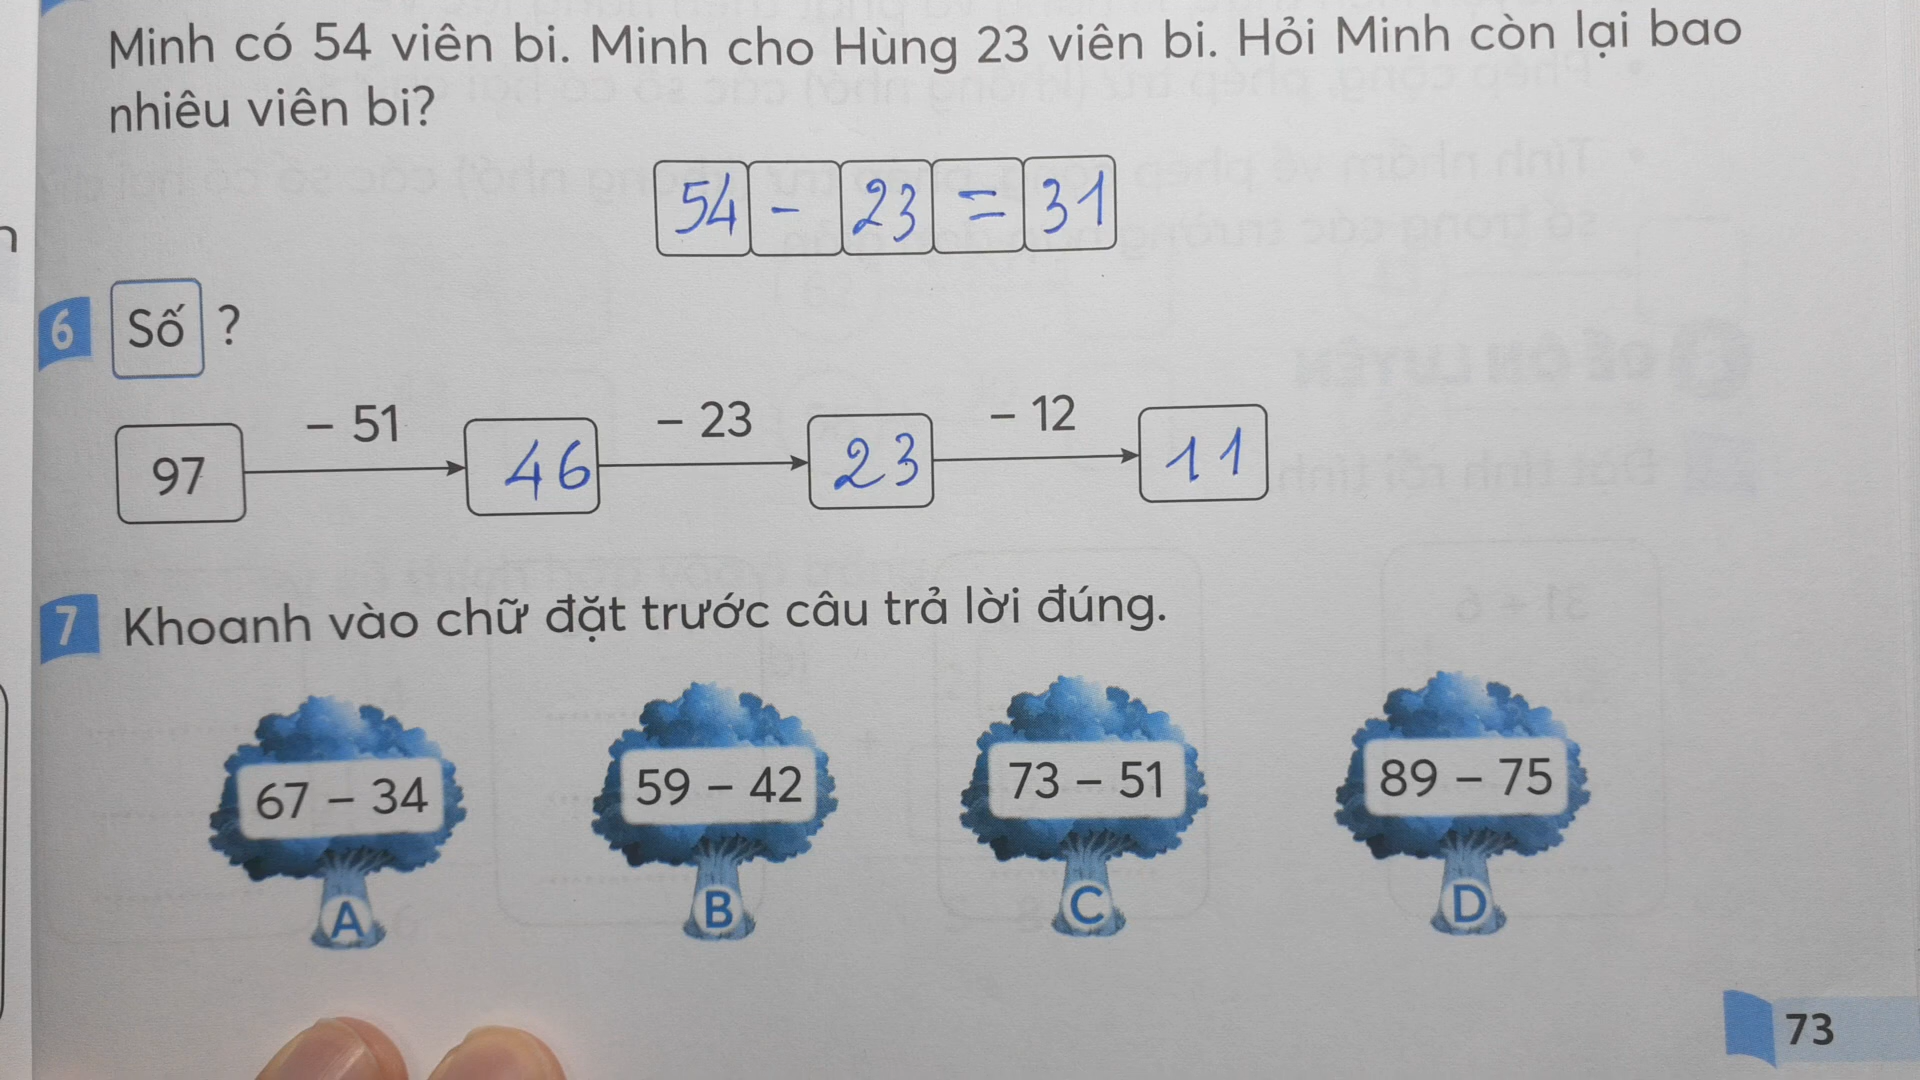 Minh có 54 viên bi. Minh cho Hùng 23 viên bi. Hỏi Minh còn lại bao
nhiêu viên bi?
54 - 23 = 31
6 Số ?
– 51 – 23 – 12
97 46 23 11
7 Khoanh vào chữ đặt trước câu trả lời đúng.
67 – 34 59 – 42 73 – 51 89 – 75
A B C D
73